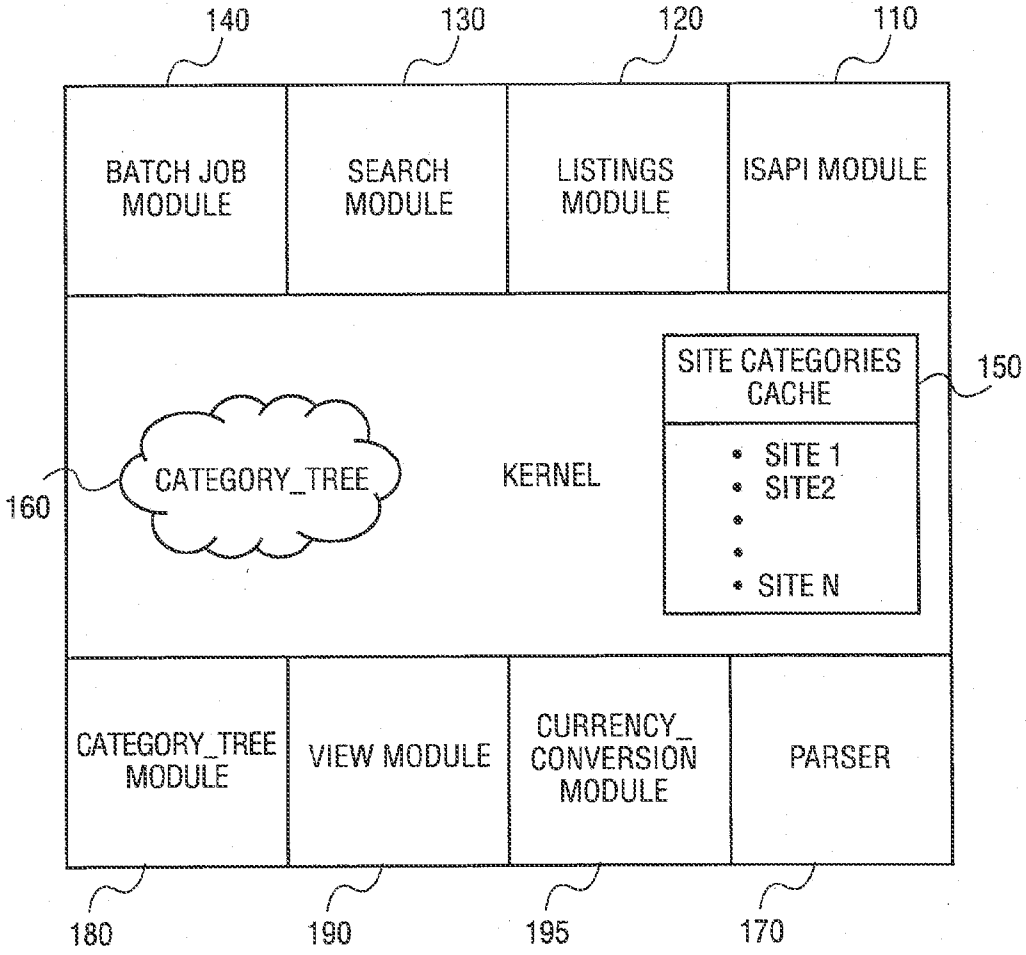 140
130
120
110
BATCH JOB
MODULE
SEARCH
MODULE
LISTINGS
MODULE
ISAPI MODULE
SITE CATEGORIES
CACHE
150
• SITE 1
• SITE2
•
•
• SITE N
CATEGORY_TREE
KERNEL
160
CATEGORY_TREE
MODULE
VIEW MODULE
CURRENCY_
CONVERSION
MODULE
PARSER
180
190
195
170